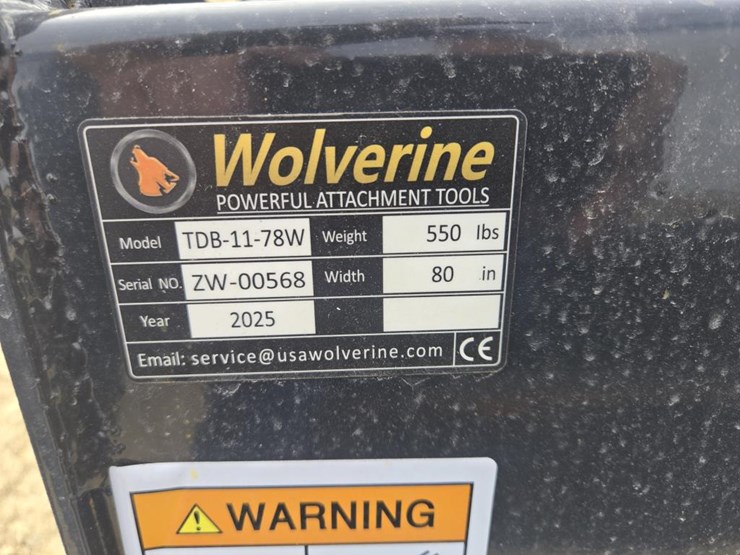 Wolverine
POWERFUL ATTACHMENT TOOLS
Model TDB-11-78W Weight 550 lbs
Serial NO. ZW-00568 Width 80 in
Year 2025
Email: service@usawolverine.com CE
WARNING